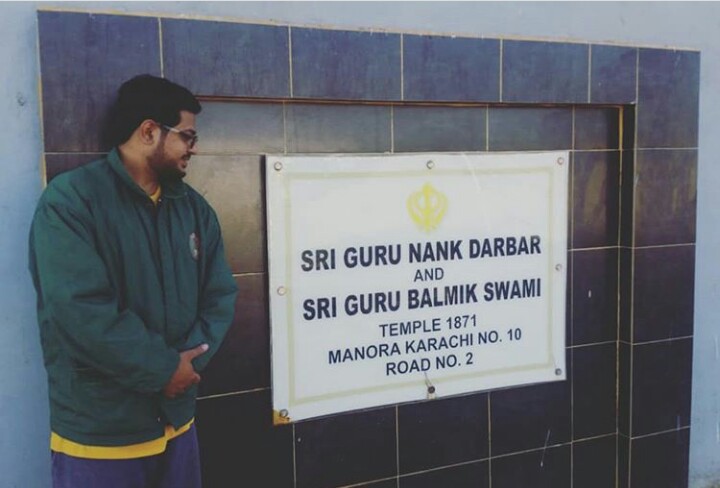 SRI GURU NANK DARBAR
AND
SRI GURU BALMIK SWAMI
TEMPLE 1871
MANORA KARACHI NO. 10
ROAD NO. 2